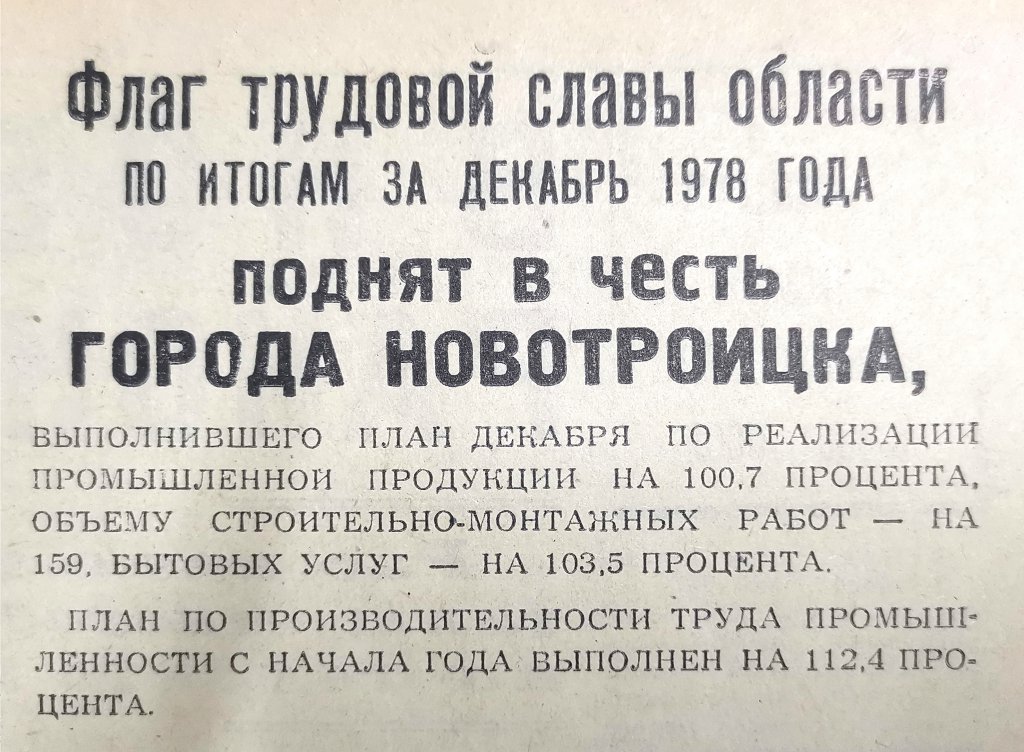 Флаг трудовой славы области
ПО ИТОГАМ ЗА ДЕКАБРЬ 1978 ГОДА
поднят в честь
ГОРОДА НОВОТРОИЦКА,
ВЫПОЛНИВШЕГО ПЛАН ДЕКАБРЯ ПО РЕАЛИЗАЦИИ
ПРОМЫШЛЕННОЙ ПРОДУКЦИИ НА 100,7 ПРОЦЕНТА,
ОБЪЕМУ СТРОИТЕЛЬНО-МОНТАЖНЫХ РАБОТ — НА
159, БЫТОВЫХ УСЛУГ — НА 103,5 ПРОЦЕНТА.
ПЛАН ПО ПРОИЗВОДИТЕЛЬНОСТИ ТРУДА ПРОМЫШ-
ЛЕННОСТИ С НАЧАЛА ГОДА ВЫПОЛНЕН НА 112,4 ПРО-
ЦЕНТА.